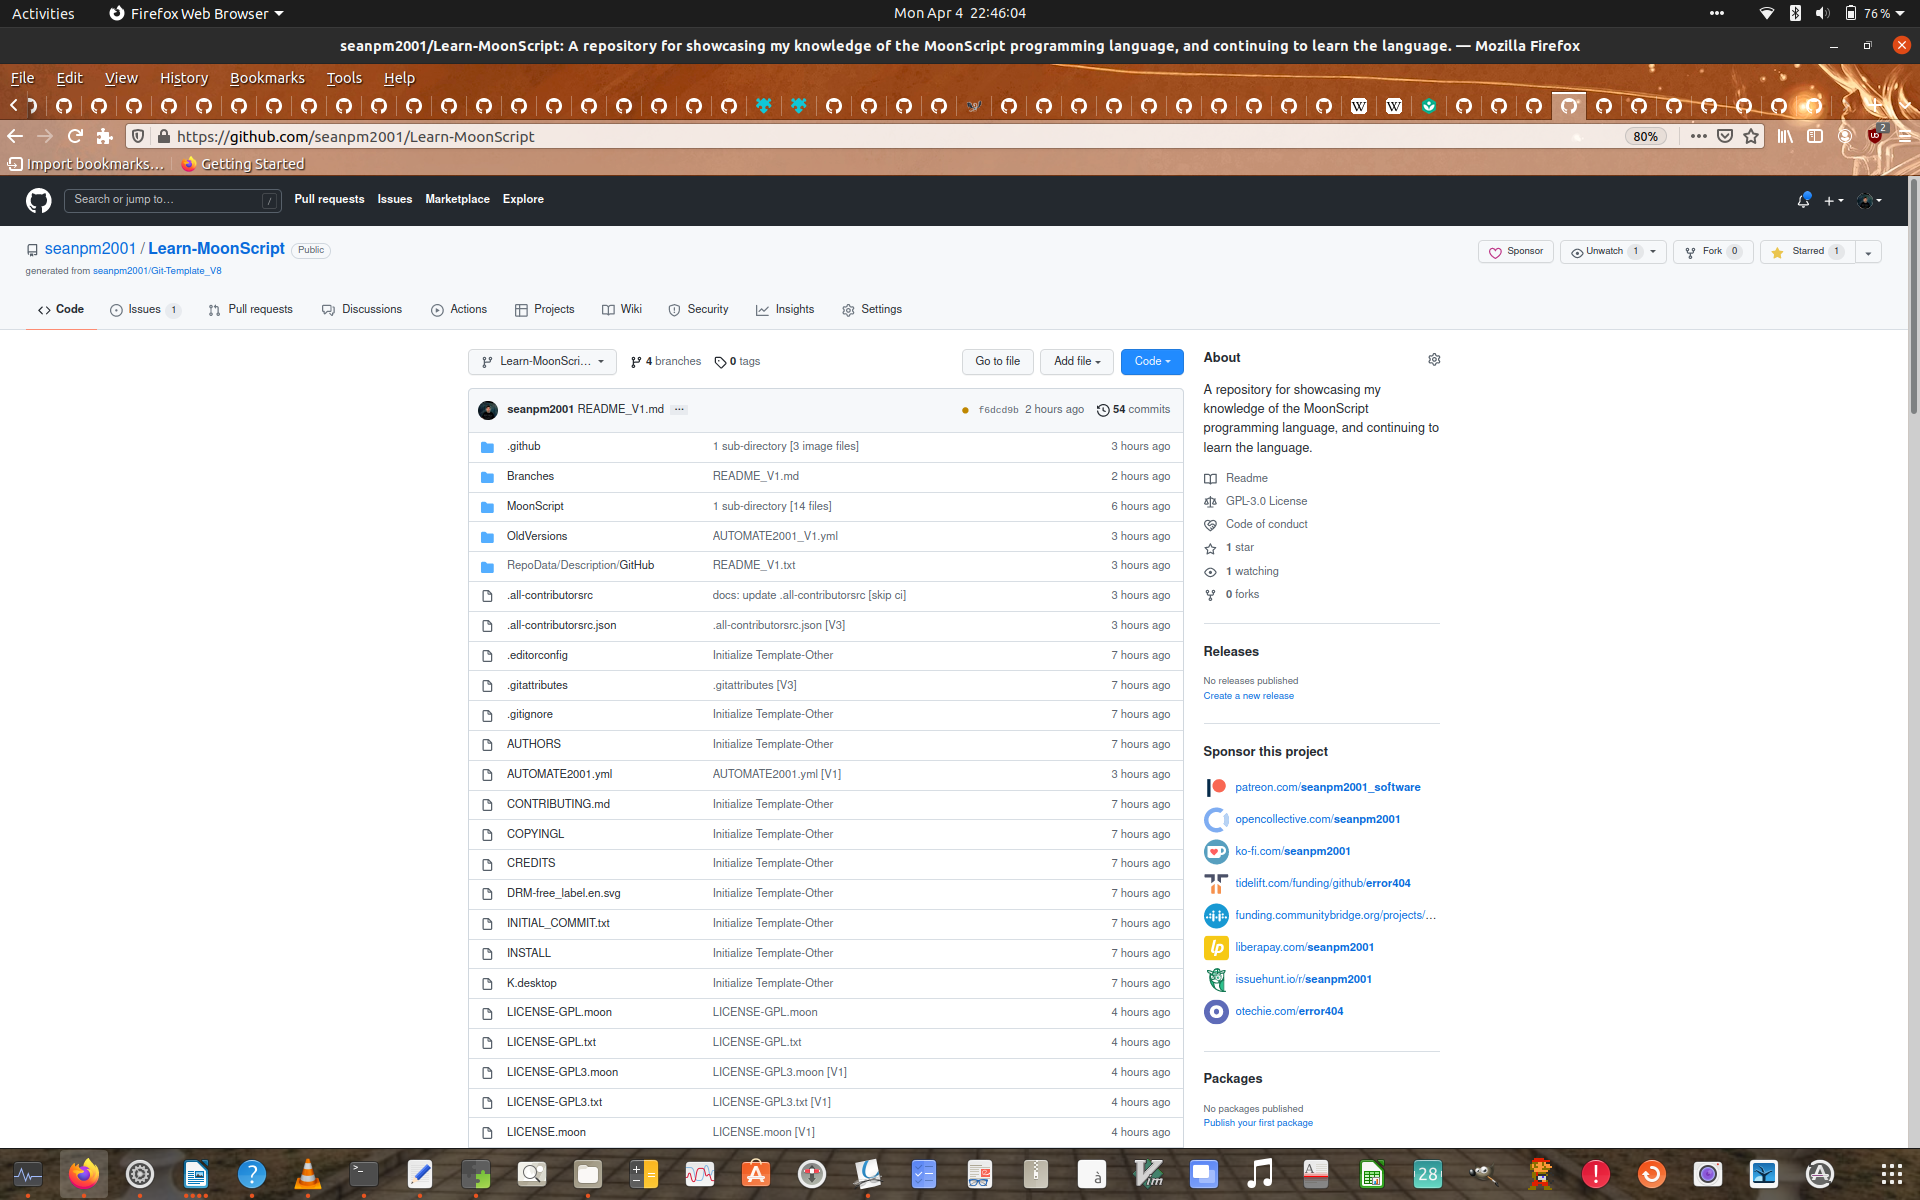 Activities
Firefox Web Browser
Mon Apr 4 22:46:04
76%
seanpm2001/Learn-MoonScript: A repository for showcasing my knowledge of the MoonScript programming language, and continuing to learn the language. — Mozilla Firefox
File Edit View History Bookmarks Tools Help
https://github.com/seanpm2001/Learn-MoonScript
80%
2
Import bookmarks...
Getting Started
Search or jump to...
/
Pull requests Issues Marketplace Explore
seanpm2001 / Learn-MoonScript Public
generated from seanpm2001/Git-Template_V8
Sponsor
Unwatch 1
Fork 0
Starred 1
Code
Issues 1
Pull requests
Discussions
Actions
Projects
Wiki
Security
Insights
Settings
Learn-MoonScri...
4 branches
0 tags
Go to file
Add file
Code
seanpm2001 README_V1.md ... f6dcd9b 2 hours ago 54 commits
.github 1 sub-directory [3 image files] 3 hours ago
Branches README_V1.md 2 hours ago
MoonScript 1 sub-directory [14 files] 6 hours ago
OldVersions AUTOMATE2001_V1.yml 3 hours ago
RepoData/Description/GitHub README_V1.txt 3 hours ago
.all-contributorsrc docs: update .all-contributorsrc [skip ci] 3 hours ago
.all-contributorsrc.json .all-contributorsrc.json [V3] 3 hours ago
.editorconfig Initialize Template-Other 7 hours ago
.gitattributes .gitattributes [V3] 7 hours ago
.gitignore Initialize Template-Other 7 hours ago
AUTHORS Initialize Template-Other 7 hours ago
AUTOMATE2001.yml AUTOMATE2001.yml [V1] 3 hours ago
CONTRIBUTING.md Initialize Template-Other 7 hours ago
COPYINGL Initialize Template-Other 7 hours ago
CREDITS Initialize Template-Other 7 hours ago
DRM-free_label.en.svg Initialize Template-Other 7 hours ago
INITIAL_COMMIT.txt Initialize Template-Other 7 hours ago
INSTALL Initialize Template-Other 7 hours ago
K.desktop Initialize Template-Other 7 hours ago
LICENSE-GPL.moon LICENSE-GPL.moon 4 hours ago
LICENSE-GPL.txt LICENSE-GPL.txt 4 hours ago
LICENSE-GPL3.moon LICENSE-GPL3.moon [V1] 4 hours ago
LICENSE-GPL3.txt LICENSE-GPL3.txt [V1] 4 hours ago
LICENSE.moon LICENSE.moon [V1] 4 hours ago
About
A repository for showcasing my
knowledge of the MoonScript
programming language, and continuing to
learn the language.
Readme
GPL-3.0 License
Code of conduct
1 star
1 watching
0 forks
Releases
No releases published
Create a new release
Sponsor this project
patreon.com/seanpm2001_software
opencollective.com/seanpm2001
ko-fi.com/seanpm2001
tidelift.com/funding/github/error404
funding.communitybridge.org/projects/...
liberapay.com/seanpm2001
issuehunt.io/r/seanpm2001
otechie.com/error404
Packages
No packages published
Publish your first package
28